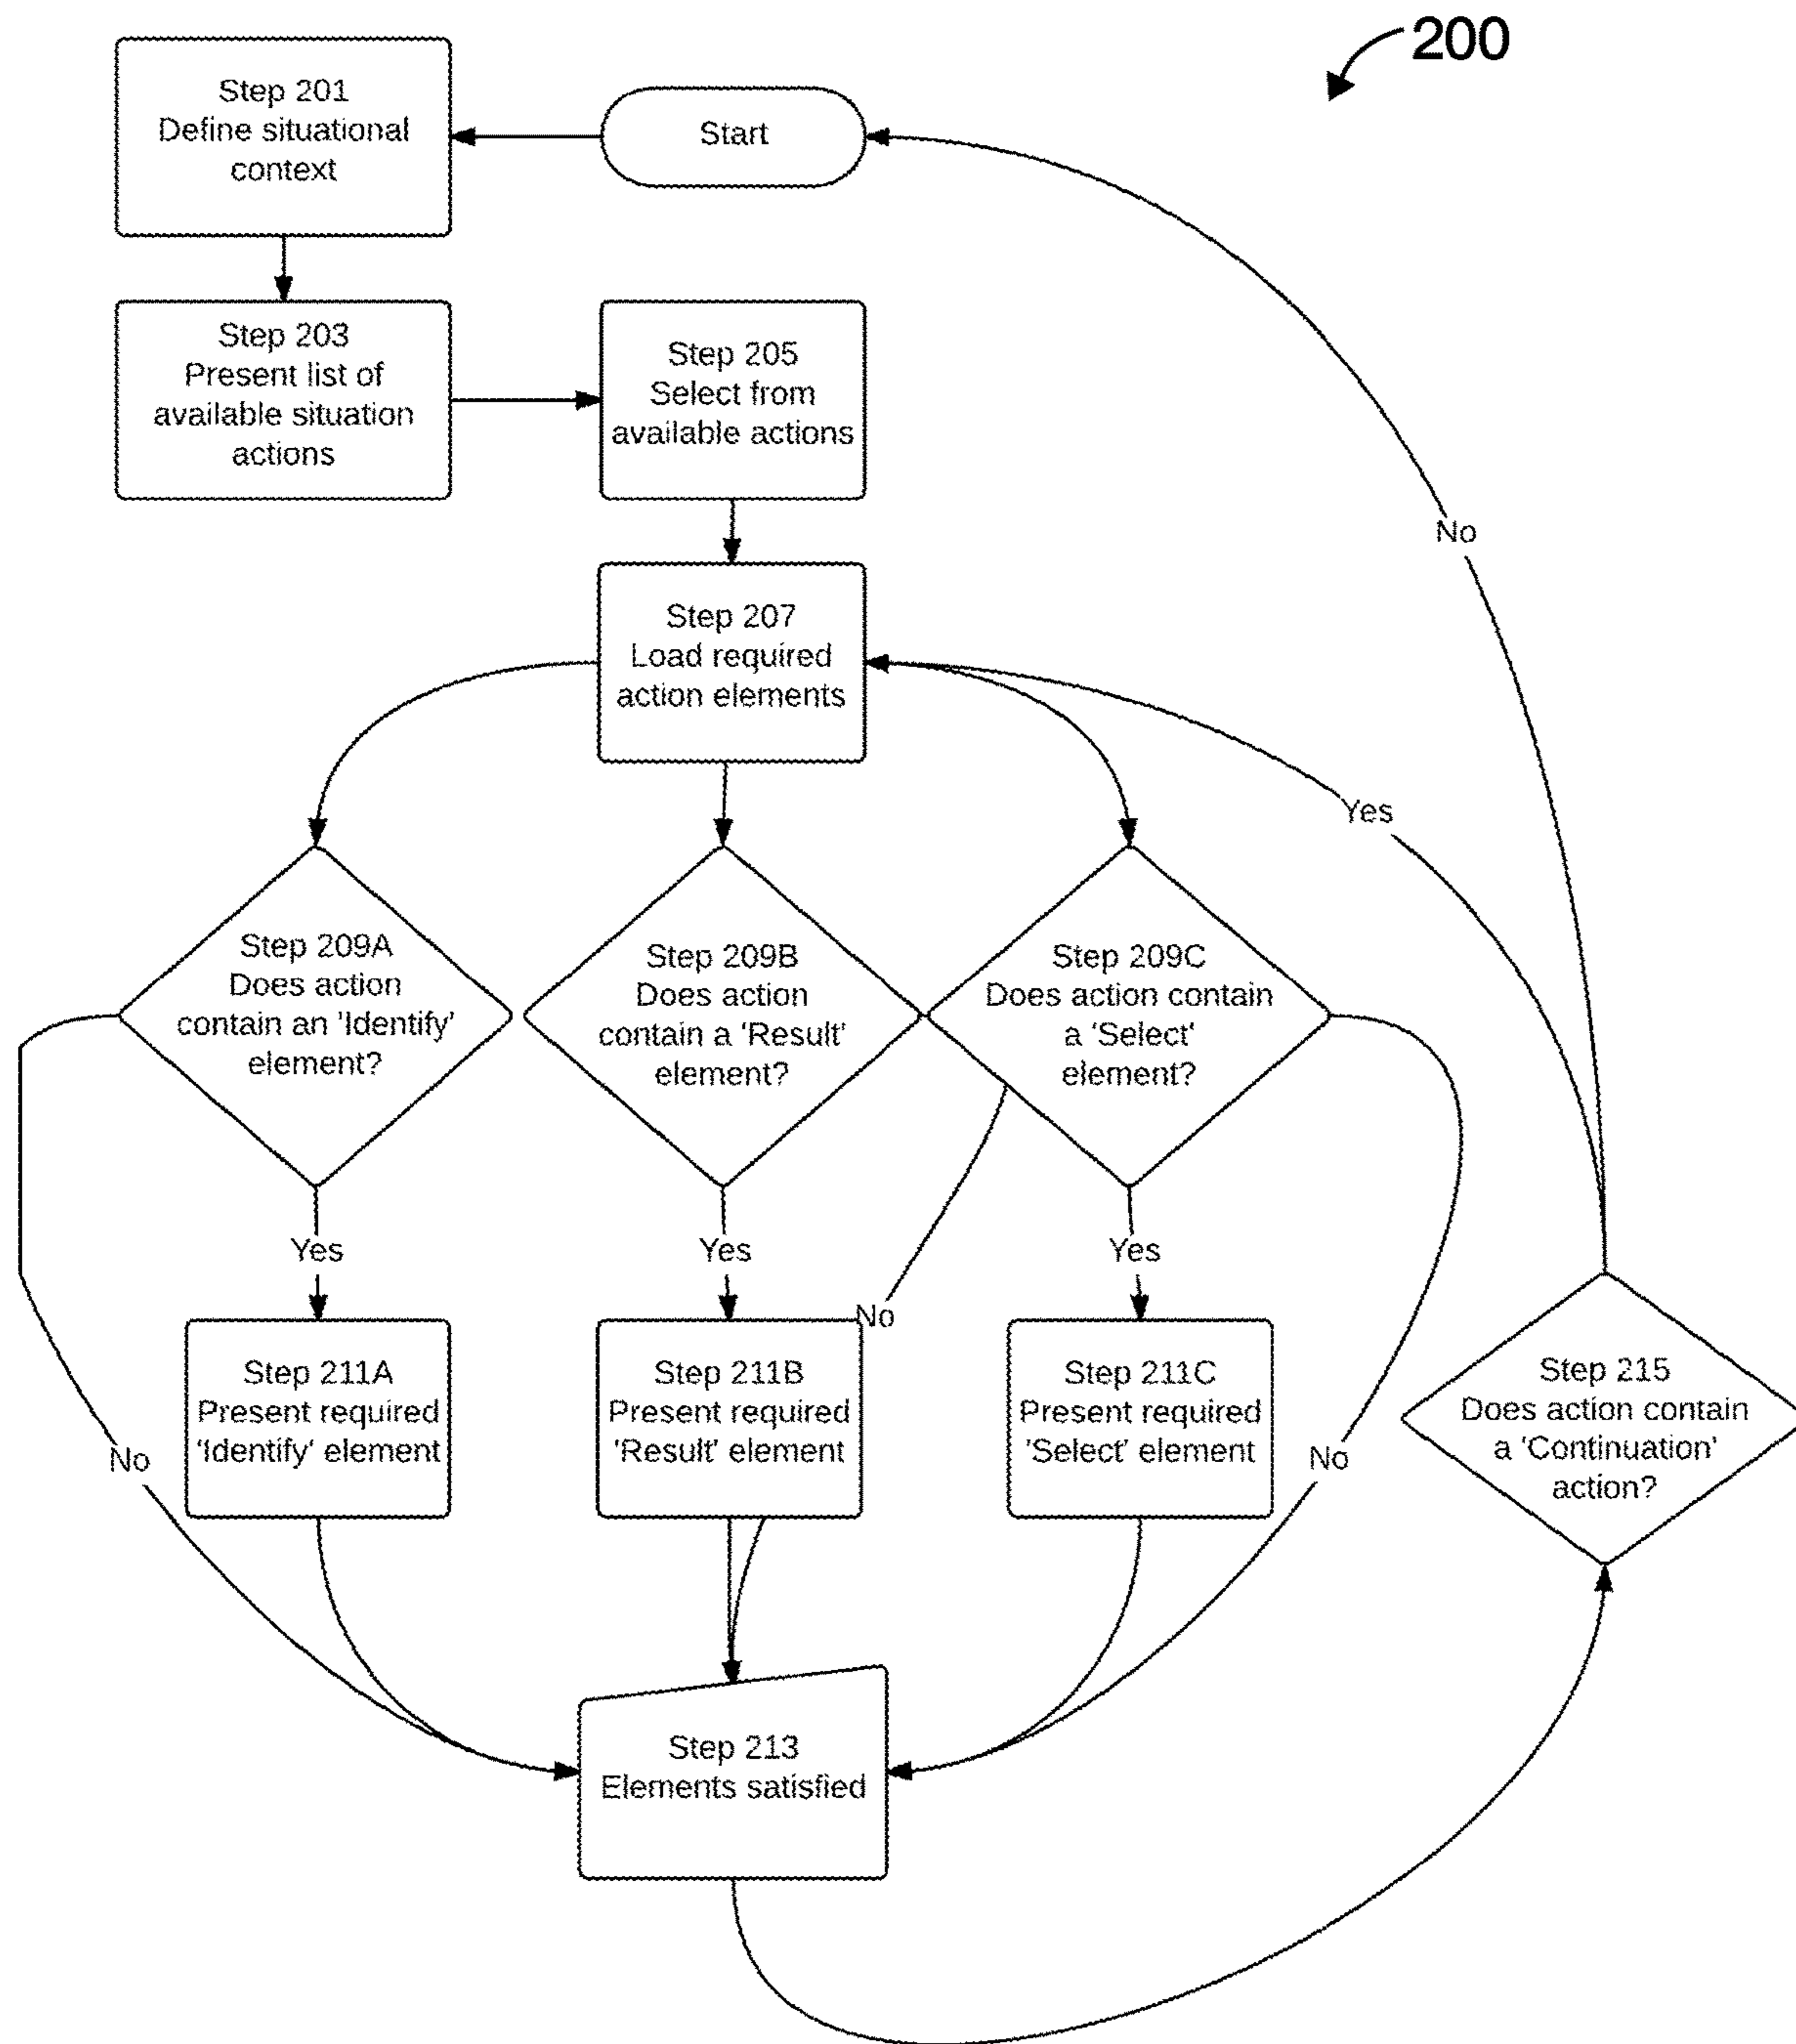 200
Step 201
Define situational
context
Start
Step 203
Present list of
available situation
actions
Step 205
Select from
available actions
No
Step 207
Load required
action elements
Yes
Step 209A
Does action
contain an 'Identify'
element?
Step 209B
Does action
contain a 'Result'
element?
Step 209C
Does action contain
a 'Select'
element?
Yes
Yes
Yes
No
Step 211A
Present required
'Identify' element
Step 211B
Present required
'Result' element
Step 211C
Present required
'Select' element
Step 215
Does action contain
a 'Continuation'
action?
No
No
Step 213
Elements satisfied